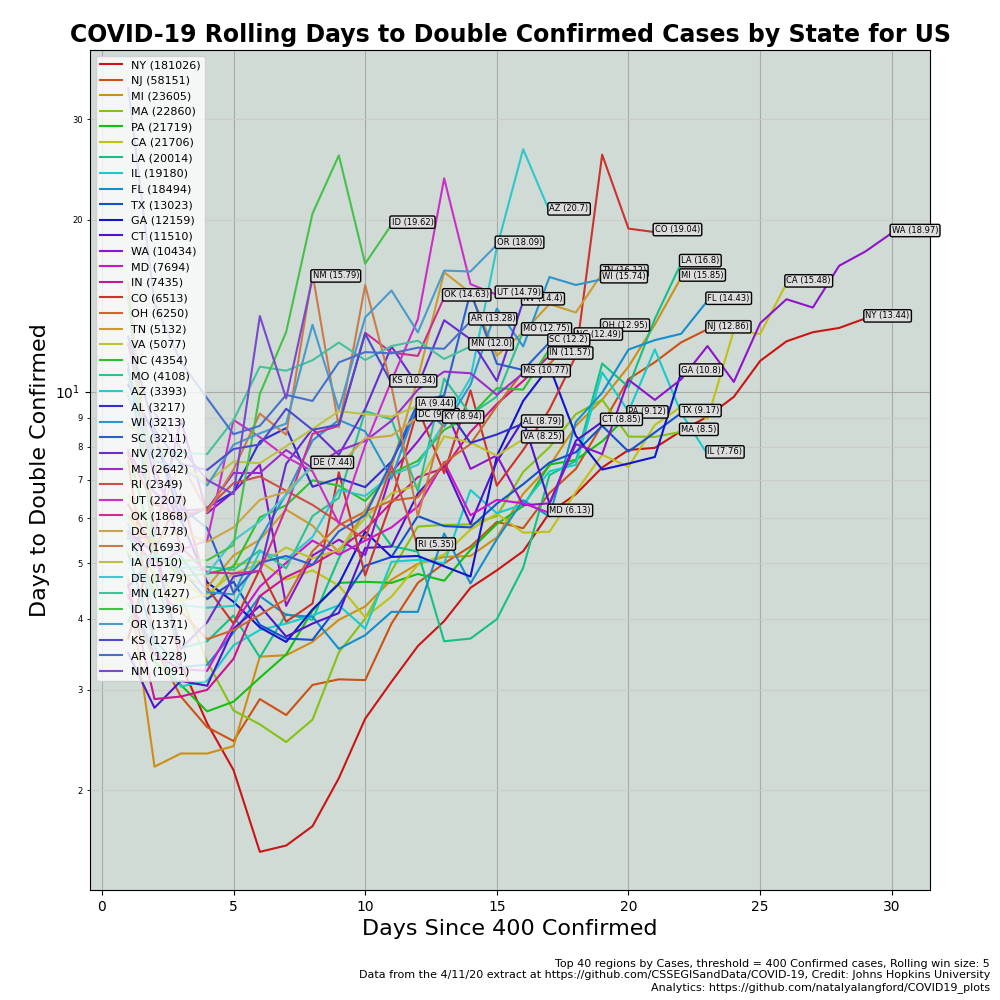 COVID-19 Rolling Days to Double Confirmed Cases by State for US
NY (181026)
NJ (58151)
MI (23605)
MA (22860)
PA (21719)
CA (21706)
LA (20014)
IL (19180)
FL (18494)
TX (13023)
GA (12159)
CT (11510)
WA (10434)
MD (7694)
IN (7435)
CO (6513)
OH (6250)
TN (5132)
VA (5077)
NC (4354)
MO (4119)
AZ (3393)
AL (3217)
WI (3213)
SC (3211)
NV (2702)
MS (2642)
RI (2349)
UT (2207)
OK (1868)
DC (1778)
KY (1693)
IA (1510)
DE (1479)
MN (1427)
ID (1396)
OR (1371)
KS (1275)
AR (1228)
NM (1091)
AZ (20.7)
ID (19.62)
CO (19.04)
WA (18.97)
OR (18.09)
LA (16.8)
NM (15.79)
WI (15.74)
MI (15.85)
CA (15.48)
OK (14.63)
UT (14.79)
FL (14.43)
AR (13.28)
NY (13.44)
MO (12.75)
OH (12.95)
NJ (12.86)
(12.49)
SC (12.2)
MN (12.0)
IN (11.57)
MS (10.77)
GA (10.8)
KS (10.34)
IA (9.44)
KY (8.94)
PA (9.12)
TX (9.17)
AL (8.79)
CT (8.85)
MA (8.5)
VA (8.25)
IL (7.76)
DE (7.44)
MD (6.13)
RI (5.35)
30
20
10¹
9
8
7
6
5
4
3
2
Days to Double Confirmed
0 5 10 15 20 25 30
Days Since 400 Confirmed
Top 40 regions by Cases, threshold = 400 Confirmed cases, Rolling win size: 5
Data from the 4/11/20 extract at https://github.com/CSSEGISandData/COVID-19, Credit: Johns Hopkins University
Analytics: https://github.com/natalyalangford/COVID19_plots